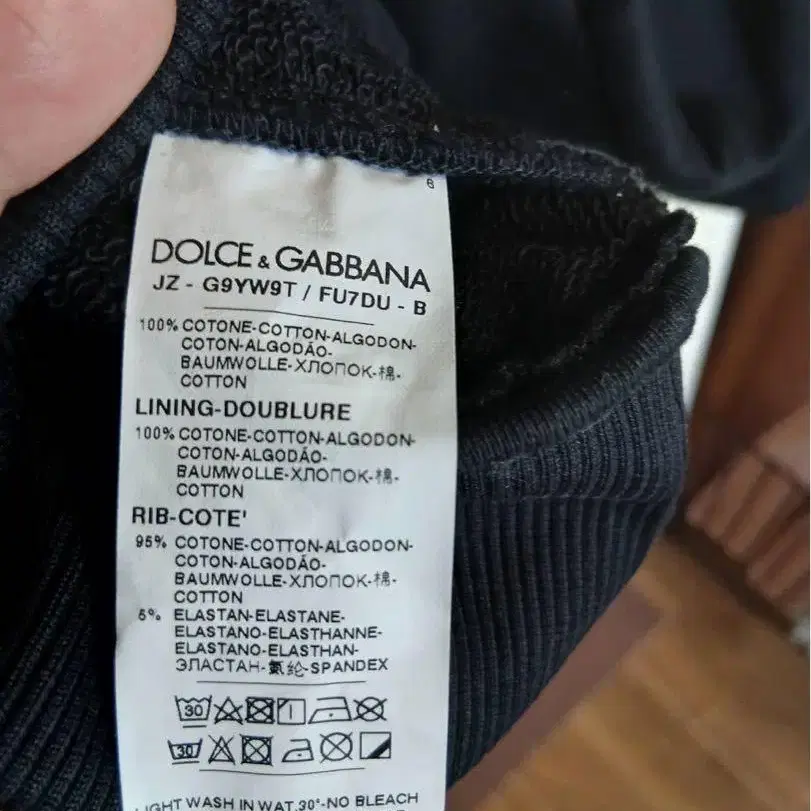 8
DOLCE & GABBANA
JZ - G9YW9T / FU7DU - B
100% COTONE-COTTON-ALGODON-
COTON-ALGODÃO-
BAUMWOLLE-ХЛОПОК-棉-
COTTON
LINING-DOUBLURE
100% COTONE-COTTON-ALGODON-
COTON-ALGODÃO-
BAUMWOLLE-ХЛОПОК-棉-
COTTON
RIB-COTE'
95% COTONE-COTTON-ALGODON-
COTON-ALGODÃO-
BAUMWOLLE-ХЛОПОК-棉-
COTTON
5% ELASTAN-ELASTANE-
ELASTANO-ELASTHANNE-
ELASTANO-ELASTHAN-
ЭЛАСТАН-氨纶-SPANDEX
30
30
LIGHT WASH IN WAT.30°-NO BLEACH